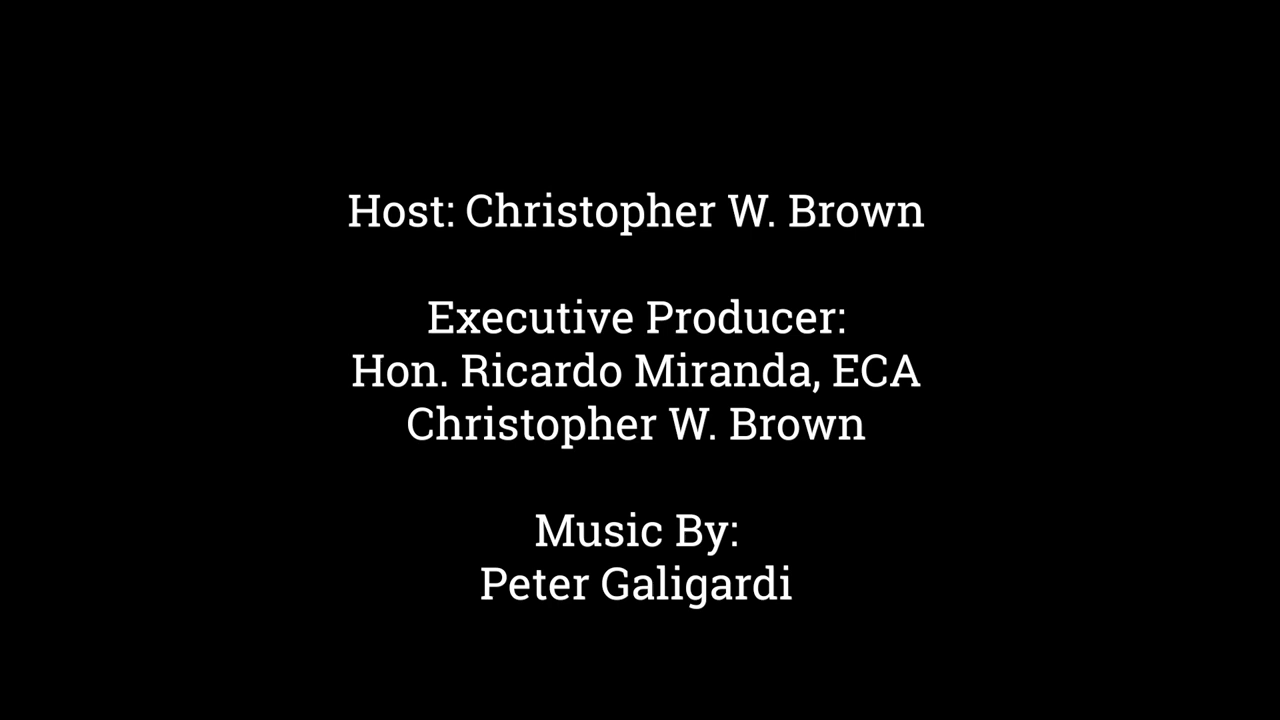 Host: Christopher W. Brown
Executive Producer:
Hon. Ricardo Miranda, ECA
Christopher W. Brown
Music By:
Peter Galigardi